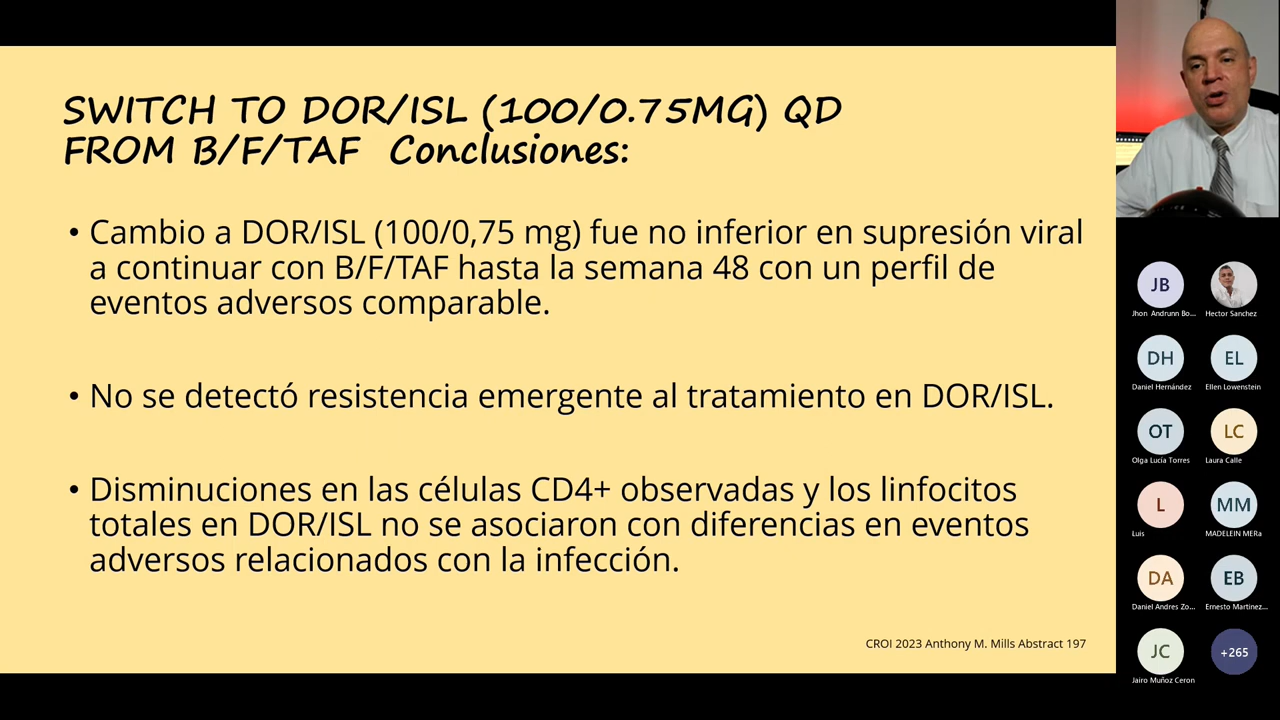 SWITCH TO DOR/ISL (100/0.75MG) QD
FROM B/F/TAF Conclusiones:
• Cambio a DOR/ISL (100/0,75 mg) fue no inferior en supresión viral
a continuar con B/F/TAF hasta la semana 48 con un perfil de
eventos adversos comparable.
• No se detectó resistencia emergente al tratamiento en DOR/ISL.
• Disminuciones en las células CD4+ observadas y los linfocitos
totales en DOR/ISL no se asociaron con diferencias en eventos
adversos relacionados con la infección.
CROI 2023 Anthony M. Mills Abstract 197
JB
Jhon Andrunn Bo...
Hector Sanchez
DH
Daniel Hernández
EL
Ellen Lowenstein
OT
Olga Lucía Torres
LC
Laura Calle
L
Luis
MM
MADELEIN MERa
DA
Daniel Andres Zo...
EB
Ernesto Martinez...
JC
Jairo Muñoz Ceron
+265